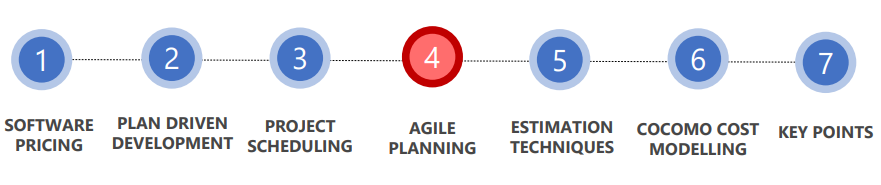 1
2
3
4
5
6
7
SOFTWARE
PRICING
PLAN DRIVEN
DEVELOPMENT
PROJECT
SCHEDULING
AGILE
PLANNING
ESTIMATION
TECHNIQUES
COCOMO COST
MODELLING
KEY POINTS